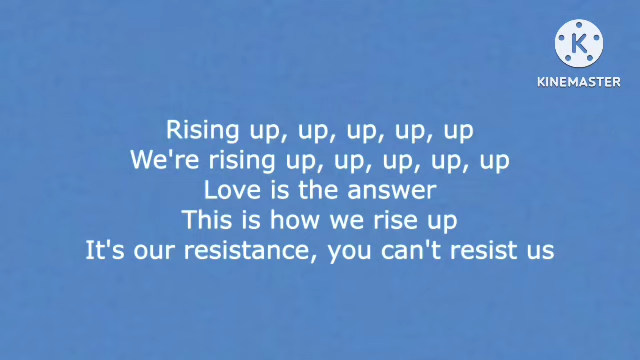 K
KINEMASTER
Rising up, up, up, up, up
We're rising up, up, up, up, up
Love is the answer
This is how we rise up
It's our resistance, you can't resist us